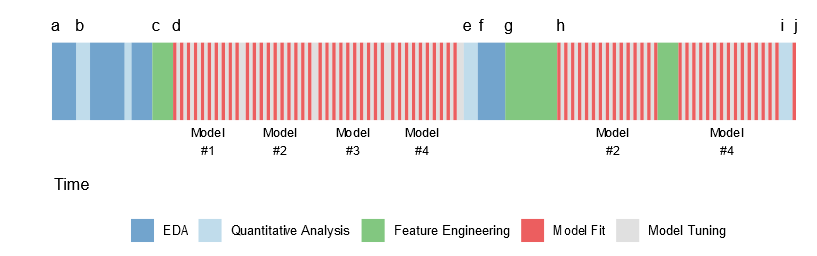 a b c d e f g h i j
Model Model Model Model Model Model
#1 #2 #3 #4 #2 #4
Time
EDA Quantitative Analysis Feature Engineering Model Fit Model Tuning